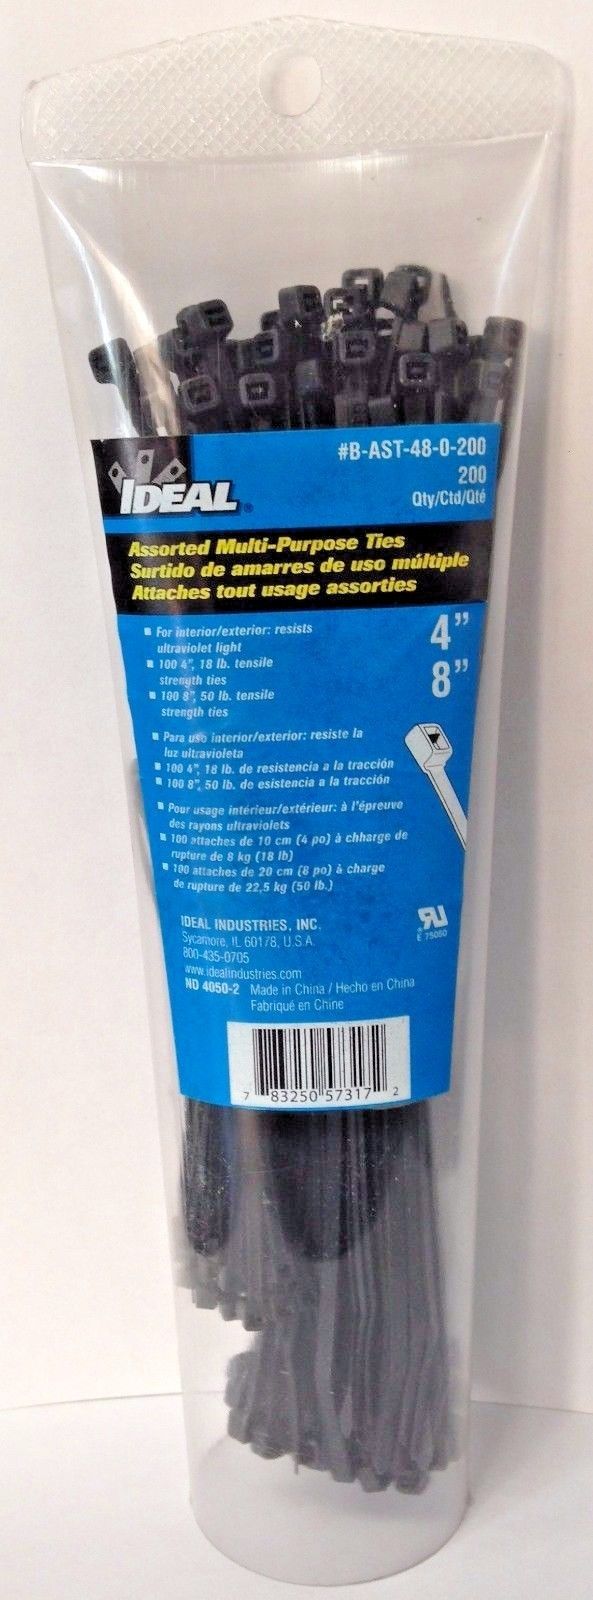 #B-AST-48-0-200
200
Qty/Ctd/Qté
IDEAL®
Assorted Multi-Purpose Ties
Surtido de amarres de uso múltiple
Attaches tout usage assorties
4”
8”
▪ For interior/exterior: resists
ultraviolet light
▪ 100 4”, 18 lb. tensile
strength ties
▪ 100 8”, 50 lb. tensile
strength ties
▪ Para uso interior/exterior: resiste la
luz ultravioleta
▪ 100 4”, 18 lb. de resistencia a la tracción
▪ 100 8”, 50 lb. de esistencia a la tracción
▪ Pour usage intérieur/extérieur: à l'épreuve
des rayons ultraviolets
▪ 100 attaches de 10 cm (4 po) à chharge de
rupture de 8 kg (18 lb)
▪ 100 attaches de 20 cm (8 po) à charge
de rupture de 22,5 kg (50 lb.)
IDEAL INDUSTRIES, INC.
Sycamore, IL 60178, U.S.A.
800-435-0705
www.idealindustries.com
ND 4050-2 Made in China / Hecho en China
Fabriqué en Chine
RU®
E 75050
7 83250 57317 2